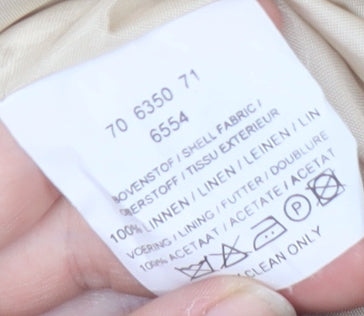 70 6350 71
6554
BOVENSTOF / SHELL FABRIC /
OBERSTOFF / TISSU EXTERIEUR
100% LINNEN / LINEN / LEINEN / LIN
VOERING / LINING / FUTTER / DOUBLURE
100% ACETAAT / ACETATE / ACETAT
P
CLEAN ONLY